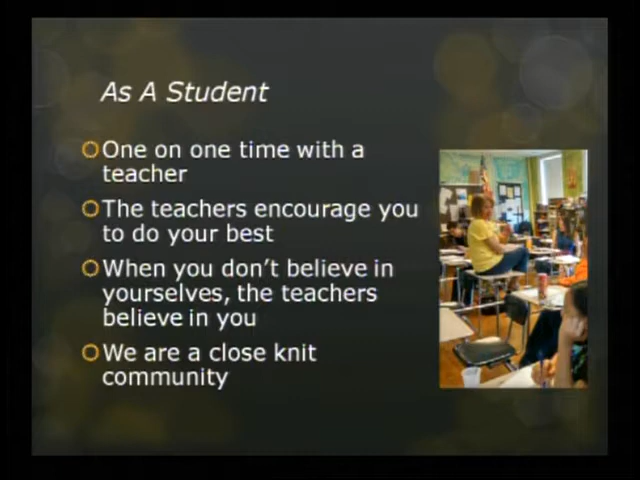 As A Student
One on one time with a
teacher
The teachers encourage you
to do your best
When you don't believe in
yourselves, the teachers
believe in you
We are a close knit
community